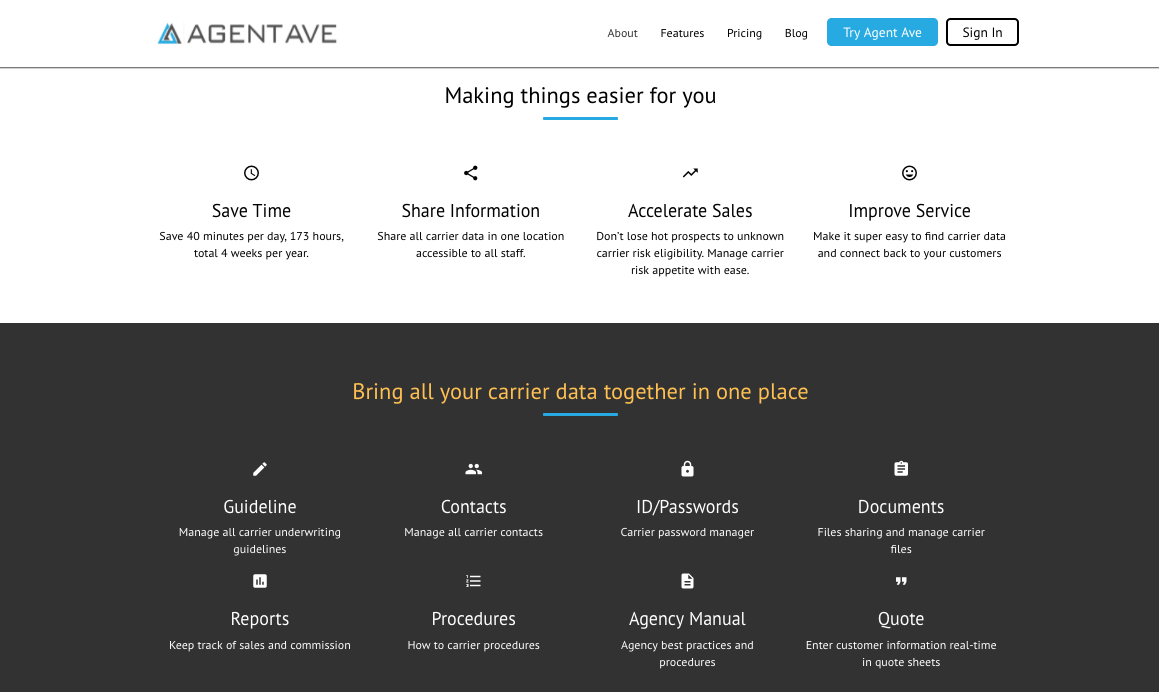 AGENT AVE
About Features Pricing Blog Try Agent Ave Sign In
Making things easier for you
Save Time
Save 40 minutes per day, 173 hours,
total 4 weeks per year.
Share Information
Share all carrier data in one location
accessible to all staff.
Accelerate Sales
Don't lose hot prospects to unknown
carrier risk eligibility. Manage carrier
risk appetite with ease.
Improve Service
Make it super easy to find carrier data
and connect back to your customers
Bring all your carrier data together in one place
Guideline
Manage all carrier underwriting
guidelines
Contacts
Manage all carrier contacts
ID/Passwords
Carrier password manager
Documents
Files sharing and manage carrier
files
Reports
Keep track of sales and commission
Procedures
How to carrier procedures
Agency Manual
Agency best practices and
procedures
Quote
Enter customer information real-time
in quote sheets